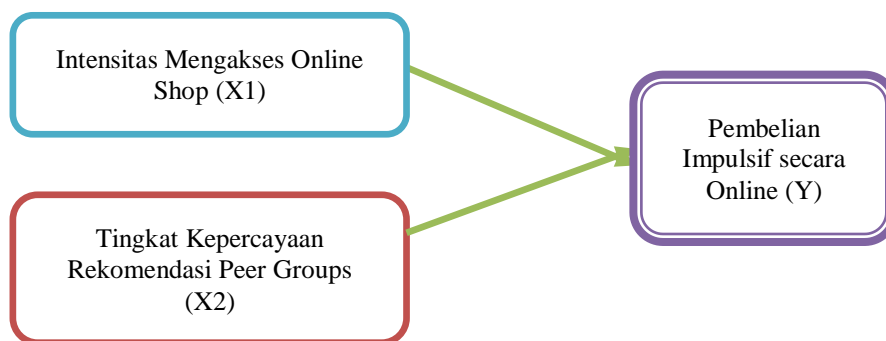 Intensitas Mengakses Online
Shop (X1)
Tingkat Kepercayaan
Rekomendasi Peer Groups
(X2)
Pembelian
Impulsif secara
Online (Y)